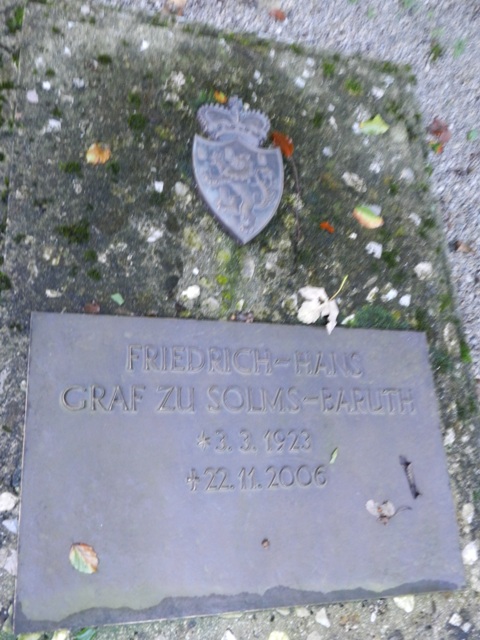 FRIEDRICH-HANS
GRAF ZU SOLMS-BARUTH
*3.3.1923
✝22.11.2006